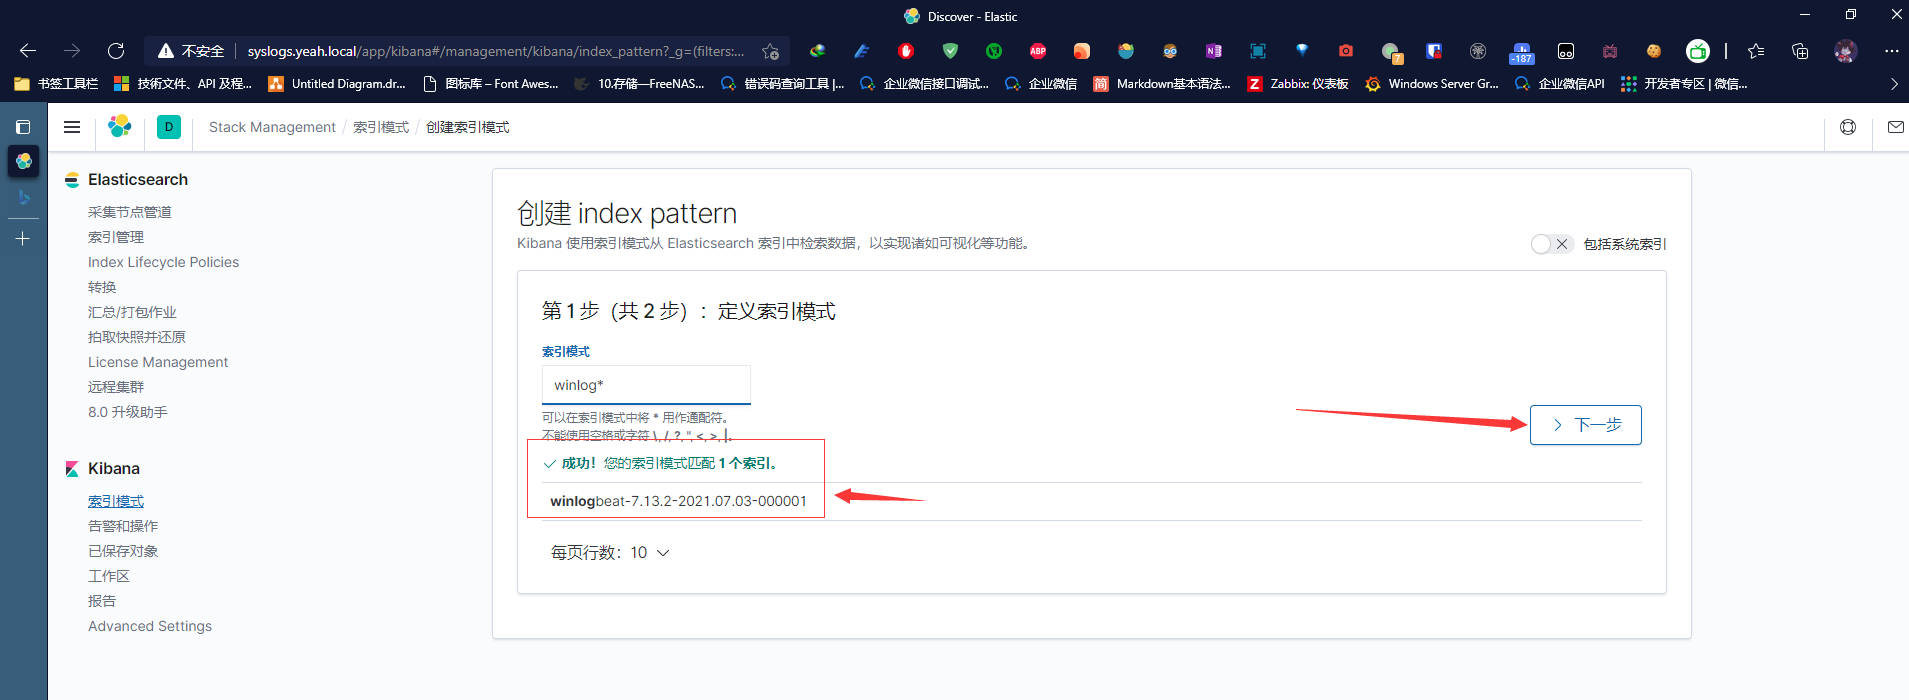 Discover - Elastic
不安全 syslogs.yeah.local/app/kibana#/management/kibana/index_pattern?_g=(filters:...
ABP
N
7
-187
书签工具栏 技術文件、API 及程... Untitled Diagram.dr... 图标库 – Font Awes... 10.存储—FreeNAS... 错误码查询工具 |... 企业微信接口调试... 企业微信 简 Markdown基本语法... Z Zabbix: 仪表板 Windows Server Gr... 企业微信API 开发者专区 | 微信...
D Stack Management / 索引模式 / 创建索引模式
Elasticsearch
采集节点管道
索引管理
Index Lifecycle Policies
转换
汇总/打包作业
拍取快照并还原
License Management
远程集群
8.0 升级助手
Kibana
索引模式
告警和操作
已保存对象
工作区
报告
Advanced Settings
创建 index pattern
Kibana 使用索引模式从 Elasticsearch 索引中检索数据，以实现诸如可视化等功能。
包括系统索引
第 1 步（共 2 步）：定义索引模式
索引模式
winlog*
可以在索引模式中将 * 用作通配符。
不能使用空格或字符 \, /, ?, ", <, >, |。
下一步
成功！您的索引模式匹配 1 个索引。
winlogbeat-7.13.2-2021.07.03-000001
每页行数：10